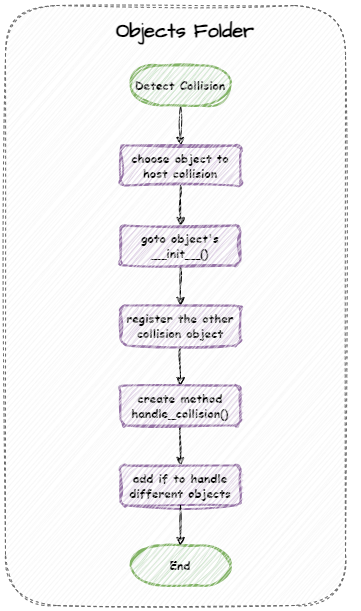 Objects Folder
Detect Collision
choose object to
host collision
goto object's
__init__()
register the other
collision object
create method
handle_collision()
add if to handle
different objects
End